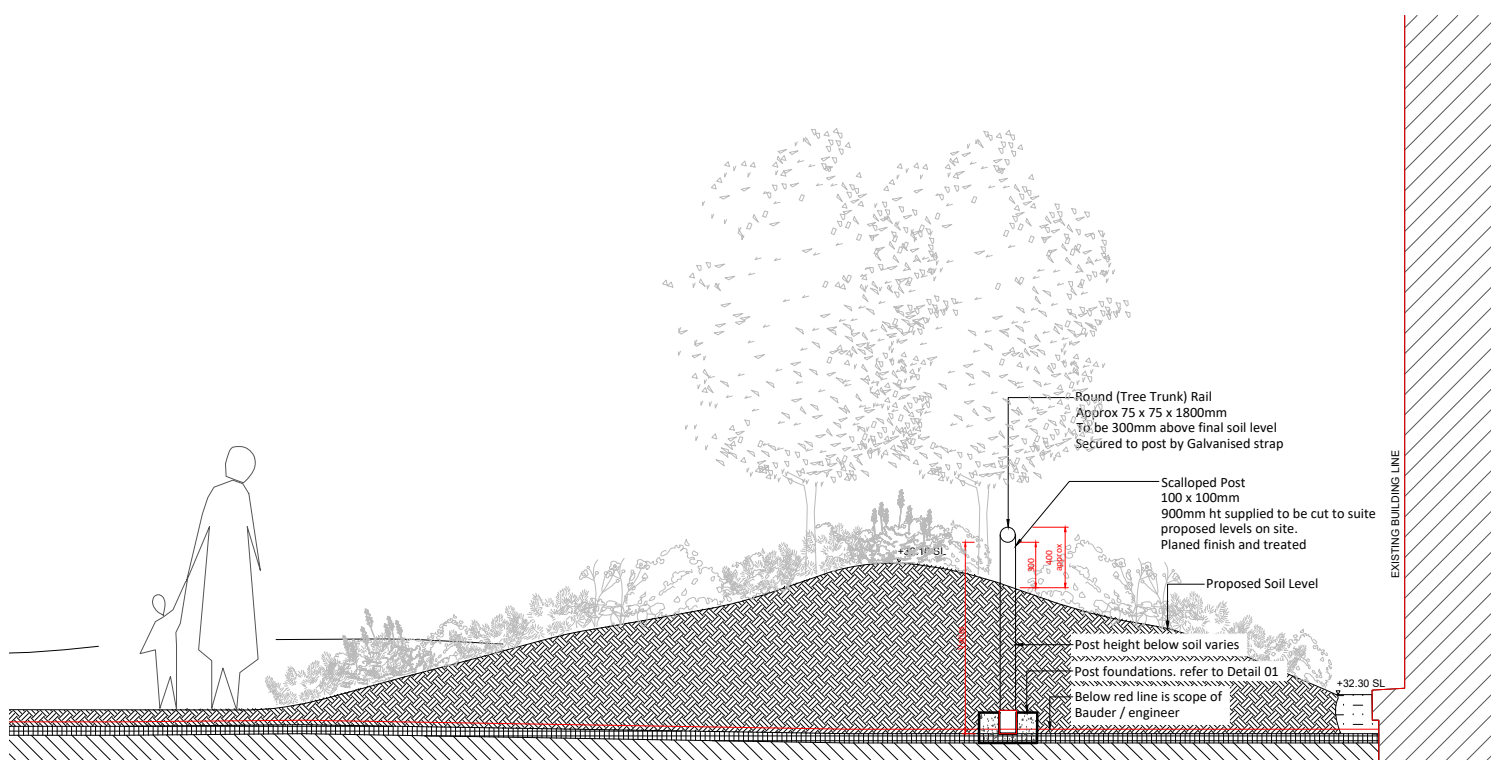 Round (Tree Trunk) Rail
Approx 75 x 75 x 1800mm
To be 300mm above final soil level
Secured to post by Galvanised strap
Scalloped Post
100 x 100mm
900mm ht supplied to be cut to suite
proposed levels on site.
Planed finish and treated
EXISTING BUILDING LINE
300
400
approx
Proposed Soil Level
Post height below soil varies
Post foundations. refer to Detail 01
Below red line is scope of
Bauder / engineer
+32.30 SL